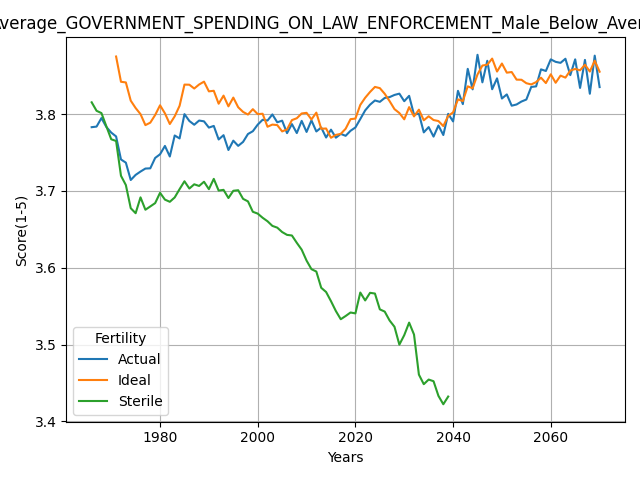 Average_GOVERNMENT_SPENDING_ON_LAW_ENFORCEMENT_Male_Below_Aver
Score(1-5)
3.8
3.7
3.6
3.5
3.4
Fertility
Actual
Ideal
Sterile
1980
2000
2020
2040
2060
Years